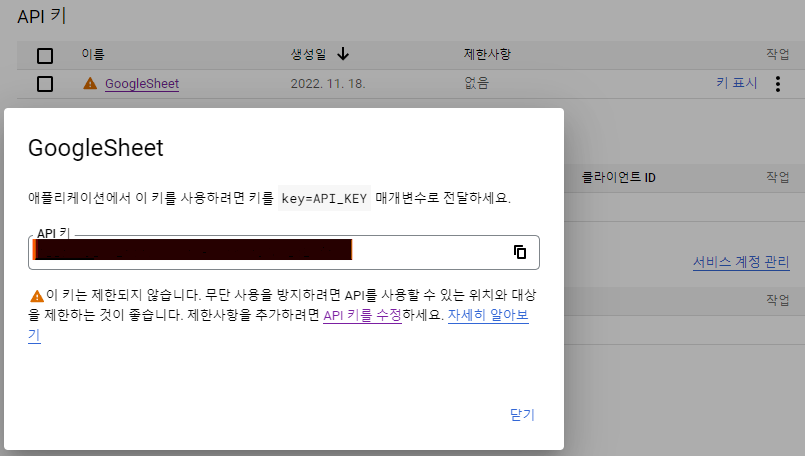 API 키
이름 생성일 제한사항 작업
GoogleSheet 2022. 11. 18. 없음 키 표시
GoogleSheet
애플리케이션에서 이 키를 사용하려면 키를 key=API_KEY 매개변수로 전달하세요.
클라이언트 ID 작업
API 키
서비스 계정 관리
이 키는 제한되지 않습니다. 무단 사용을 방지하려면 API를 사용할 수 있는 위치와 대상
작업
을 제한하는 것이 좋습니다. 제한사항을 추가하려면 API 키를 수정하세요. 자세히 알아보
기
닫기